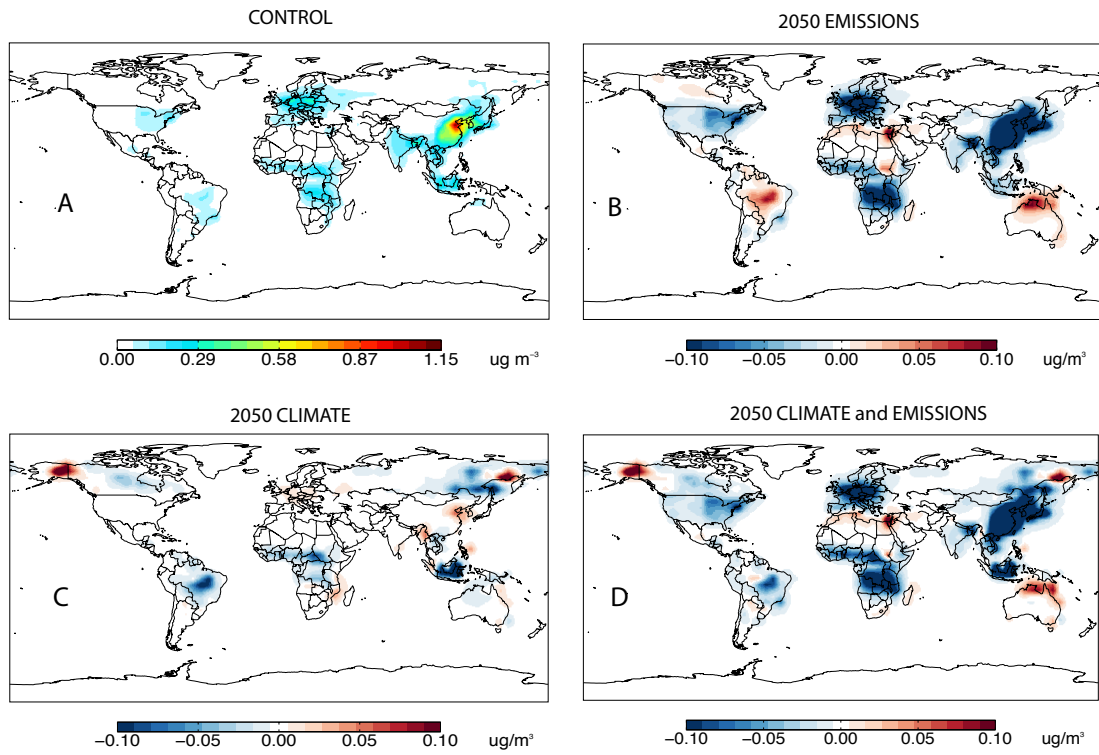 CONTROL
2050 EMISSIONS
A
B
0.00 0.29 0.58 0.87 1.15 ug m⁻³
−0.10 −0.05 0.00 0.05 0.10 ug/m³
2050 CLIMATE
2050 CLIMATE and EMISSIONS
C
D
−0.10 −0.05 0.00 0.05 0.10 ug/m³
−0.10 −0.05 0.00 0.05 0.10 ug/m³